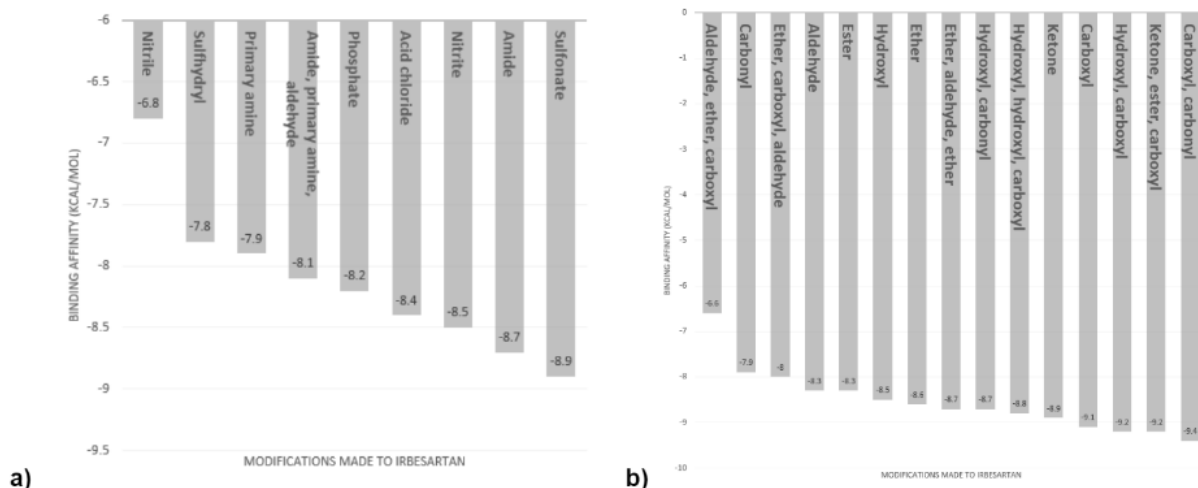 -6
-6.5
-7
-7.5
-8
-8.5
-9
-9.5
BINDING AFFINITY (KCAL/MOL)
Nitrile
Sulfhydryl
Primary amine
Amide, primary amine,
aldehyde
Phosphate
Acid chloride
Nitrite
Amide
Sulfonate
-6.8
-7.8
-7.9
-8.1
-8.2
-8.4
-8.5
-8.7
-8.9
MODIFICATIONS MADE TO IRBESARTAN
a)
0
-1
-2
-3
-4
-5
-6
-7
-8
-9
-10
BINDING AFFINITY (KCAL/MOL)
Aldehyde, ether, carboxyl
Carbonyl
Ether, carboxyl, aldehyde
Aldehyde
Ester
Hydroxyl
Ether
Ether, aldehyde, ether
Hydroxyl, carbonyl
Hydroxyl, hydroxyl, carboxyl
Ketone
Carboxyl
Hydroxyl, carboxyl
Ketone, ester, carboxyl
Carboxyl, carbonyl
-6.6
-7.9
-8
-8.3
-8.3
-8.5
-8.6
-8.7
-8.7
-8.8
-8.9
-9.1
-9.2
-9.2
-9.4
MODIFICATIONS MADE TO IRBESARTAN
b)